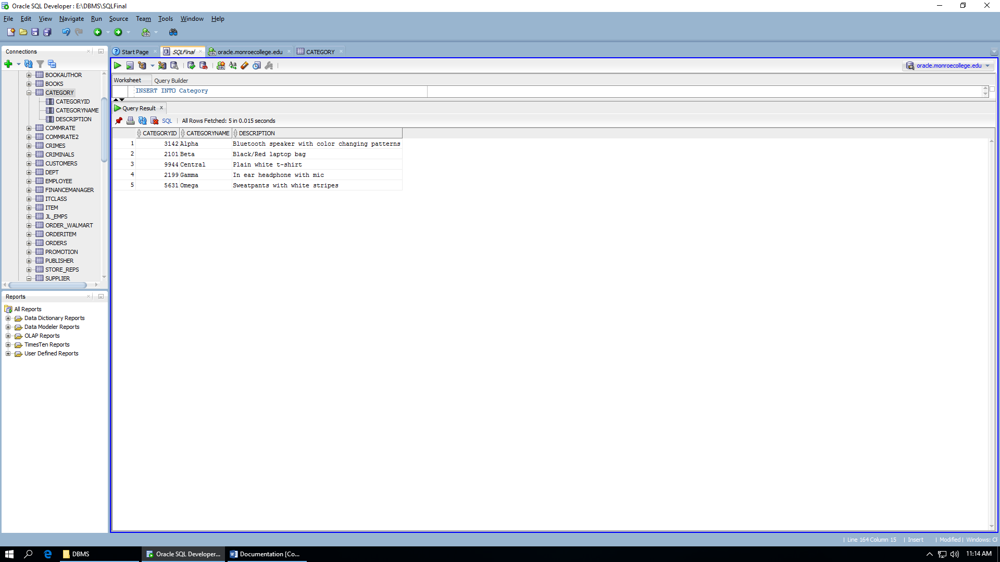 Oracle SQL Developer : E:\DBMS\SQLFinal
File Edit View Navigate Run Source Team Tools Window Help
Connections
BOOKAUTHOR
BOOKS
CATEGORY
CATEGORYID
CATEGORYNAME
DESCRIPTION
COMMRATE
COMMRATE2
CRIMES
CRIMINALS
CUSTOMERS
DEPT
EMPLOYEE
FINANCEMANAGER
ITCLASS
ITEM
JL_EMPS
ORDER_WALMART
ORDERITEM
ORDERS
PROMOTION
PUBLISHER
STORE_REPS
SUPPLIER
Reports
All Reports
Data Dictionary Reports
Data Modeler Reports
OLAP Reports
TimesTen Reports
User Defined Reports
Start Page SQLFinal oracle.monroecollege.edu CATEGORY
oracle.monroecollege.edu
Worksheet Query Builder
INSERT INTO Category
Query Result
SQL All Rows Fetched: 5 in 0.015 seconds
CATEGORYID CATEGORYNAME DESCRIPTION
1 3142 Alpha Bluetooth speaker with color changing patterns
2 2101 Beta Black/Red laptop bag
3 9944 Central Plain white t-shirt
4 2199 Gamma In ear headphone with mic
5 5631 Omega Sweatpants with white stripes
Line 164 Column 15 | Insert | Modified | Windows: CF
DBMS Oracle SQL Developer... Documentation [Co... 11:14 AM